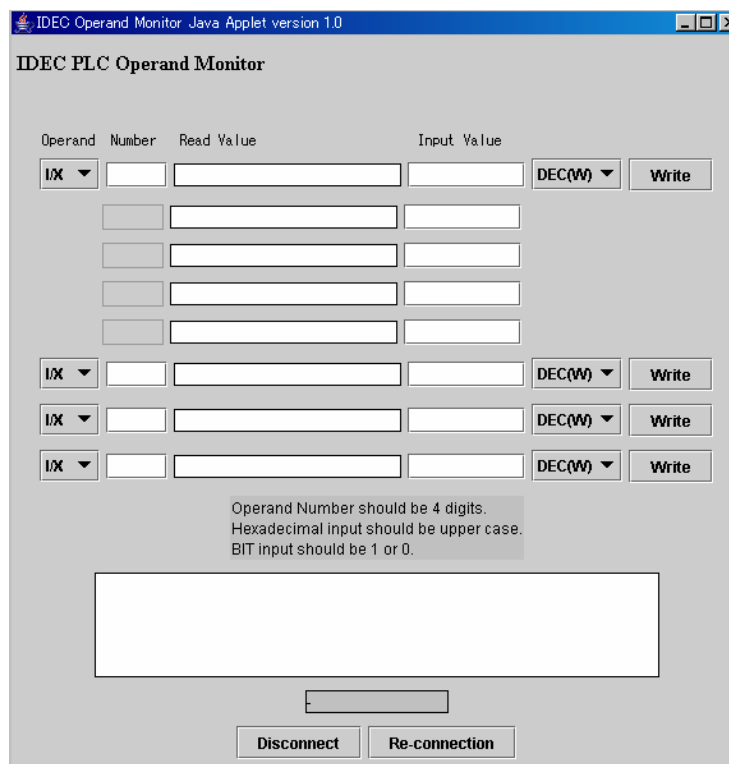 IDEC Operand Monitor Java Applet version 1.0
IDEC PLC Operand Monitor
Operand Number Read Value Input Value
I/X DEC(W) Write
I/X DEC(W) Write
I/X DEC(W) Write
I/X DEC(W) Write
Operand Number should be 4 digits.
Hexadecimal input should be upper case.
BIT input should be 1 or 0.
-
Disconnect Re-connection